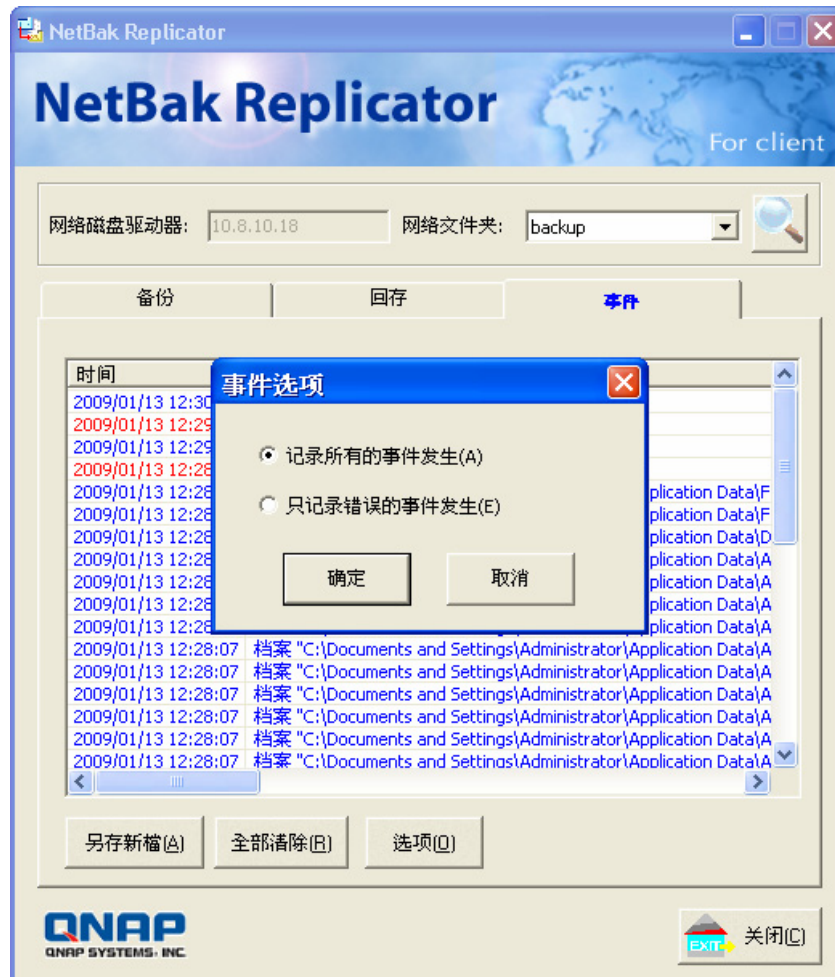 NetBak Replicator
NetBak Replicator
For client
网络磁盘驱动器: 10.8.10.18 网络文件夹: backup
备份 回存 事件
时间
事件选项
2009/01/13 12:30
2009/01/13 12:29
2009/01/13 12:29
记录所有的事件发生(A)
2009/01/13 12:28
2009/01/13 12:28 plication Data\F
只记录错误的事件发生(E)
2009/01/13 12:28 plication Data\F
2009/01/13 12:28 plication Data\D
2009/01/13 12:28 plication Data\A
确定 取消
2009/01/13 12:28 plication Data\A
2009/01/13 12:28 plication Data\A
2009/01/13 12:28 plication Data\A
2009/01/13 12:28:07 档案 "C:\Documents and Settings\Administrator\Application Data\A
2009/01/13 12:28:07 档案 "C:\Documents and Settings\Administrator\Application Data\A
2009/01/13 12:28:07 档案 "C:\Documents and Settings\Administrator\Application Data\A
2009/01/13 12:28:07 档案 "C:\Documents and Settings\Administrator\Application Data\A
2009/01/13 12:28:07 档案 "C:\Documents and Settings\Administrator\Application Data\A
2009/01/13 12:28:07 档案 "C:\Documents and Settings\Administrator\Application Data\A
另存新檔(A) 全部清除(R) 选项(O)
QNAP
QNAP SYSTEMS, INC
EXIT 关闭(C)